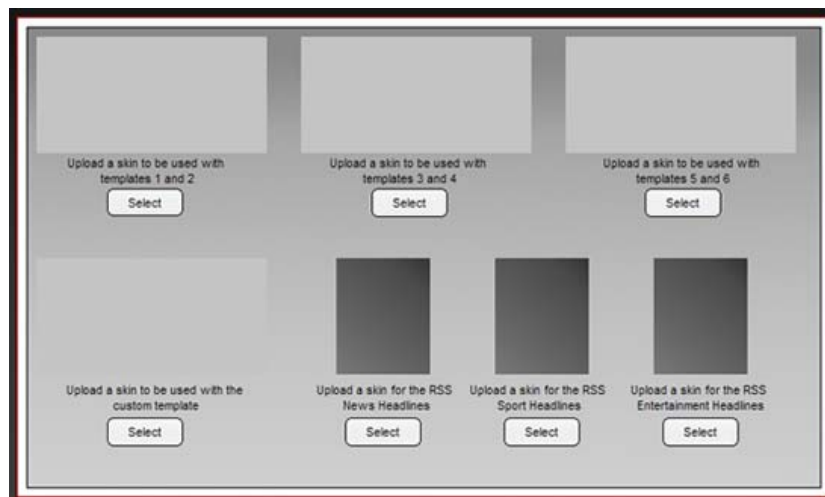 Upload a skin to be used with
templates 1 and 2
Select
Upload a skin to be used with
templates 3 and 4
Select
Upload a skin to be used with
templates 5 and 6
Select
Upload a skin to be used with the
custom template
Select
Upload a skin for the RSS
News Headlines
Select
Upload a skin for the RSS
Sport Headlines
Select
Upload a skin for the RSS
Entertainment Headlines
Select